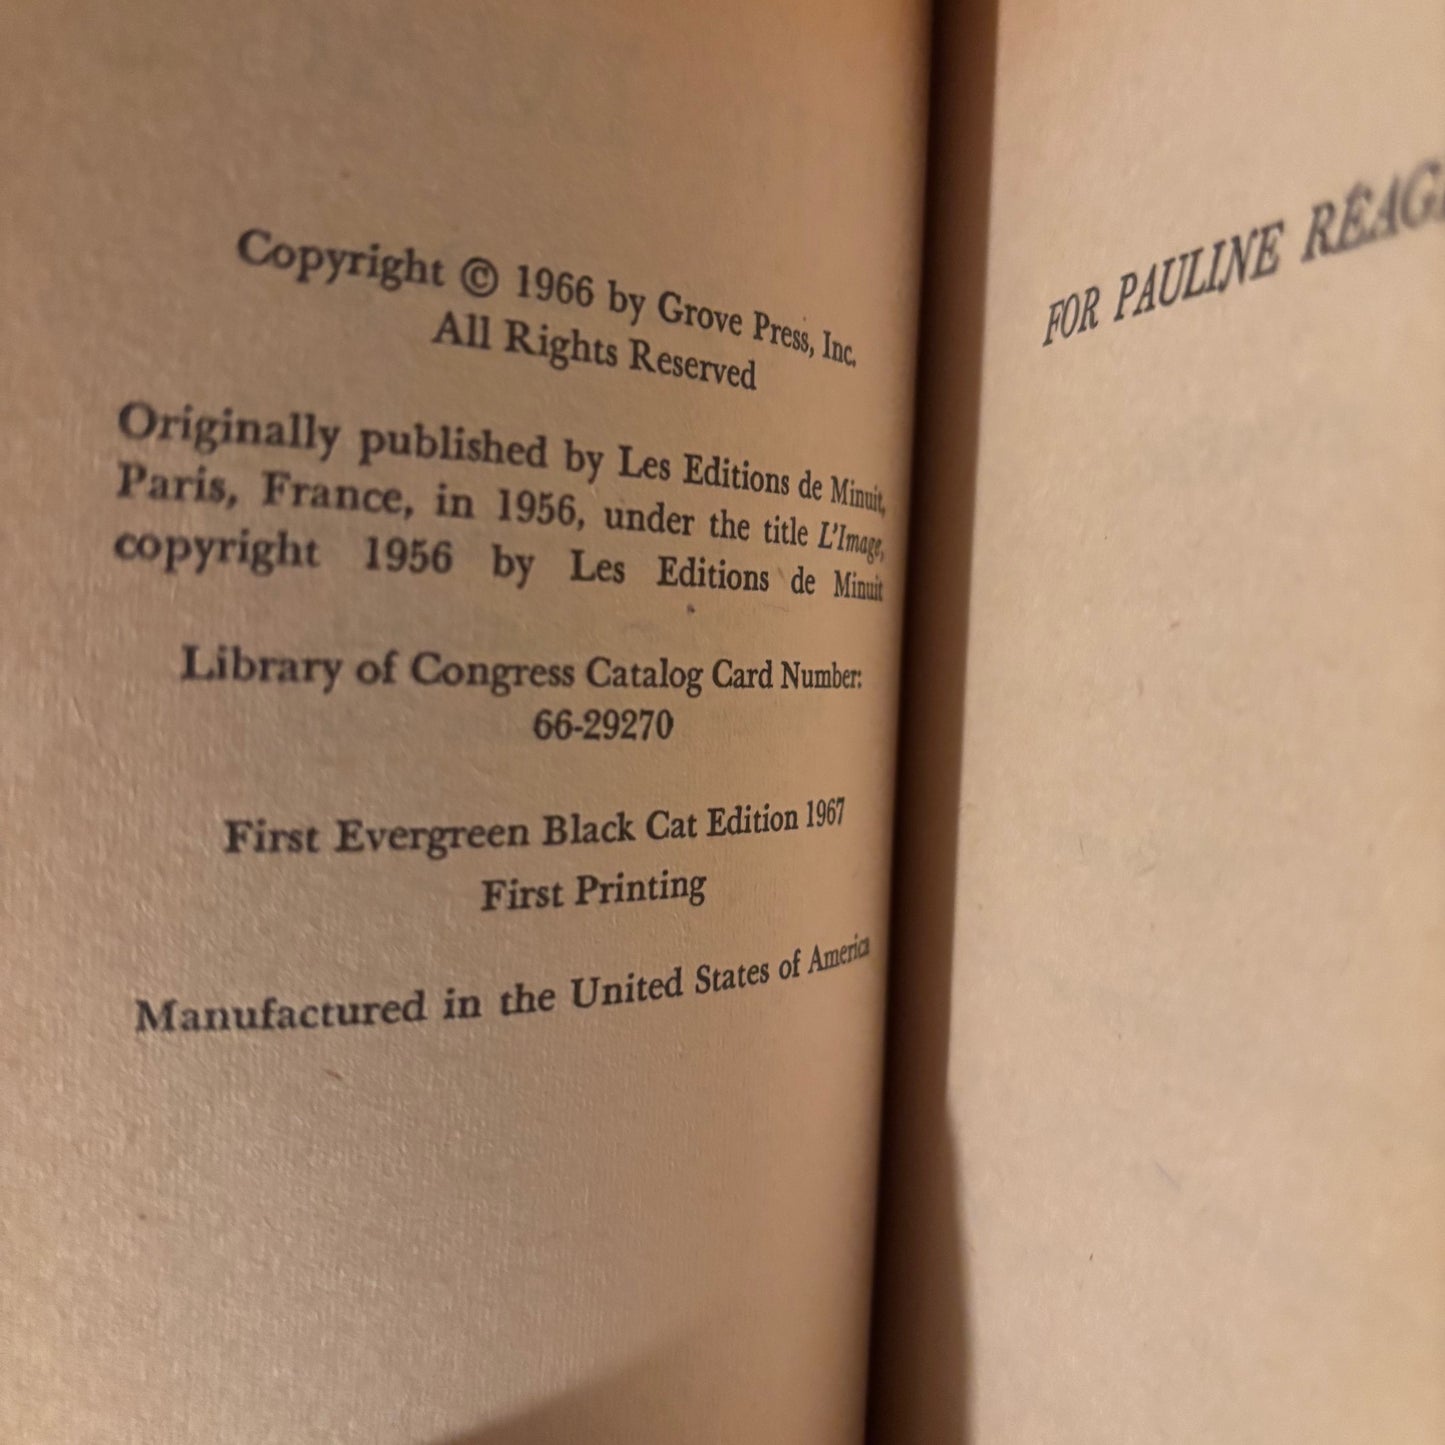 Copyright © 1966 by Grove Press, Inc.
All Rights Reserved
Originally published by Les Editions de Minuit,
Paris, France, in 1956, under the title L'Image,
copyright 1956 by Les Editions de Minuit
Library of Congress Catalog Card Number:
66-29270
First Evergreen Black Cat Edition 1967
First Printing
Manufactured in the United States of America
FOR PAULINE